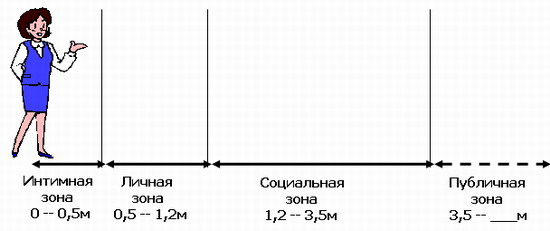 Интимная зона
0 -- 0,5м
Личная зона
0,5 -- 1,2м
Социальная зона
1,2 -- 3,5м
Публичная зона
3,5 -- ___м